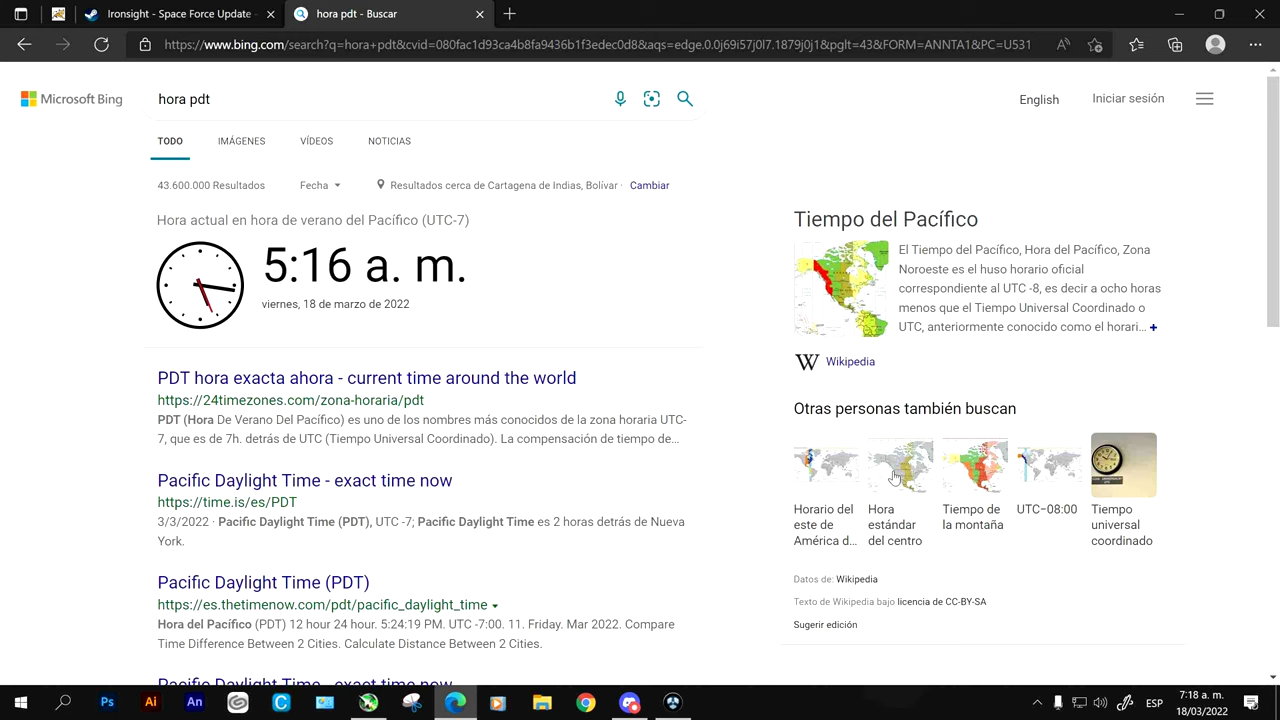 Ironsight - Space Force Update -
hora pdt - Buscar
https://www.bing.com/search?q=hora+pdt&cvid=080fac1d93ca4b8fa9436b1f3edec0d8&aqs=edge.0.0j69i57j0l7.1879j0j1&pglt=43&FORM=ANNTA1&PC=U531
Microsoft Bing
hora pdt
English
Iniciar sesión
TODO
IMÁGENES
VÍDEOS
NOTICIAS
43.600.000 Resultados
Fecha
Resultados cerca de Cartagena de Indias, Bolívar ·
Cambiar
Hora actual en hora de verano del Pacífico (UTC-7)
5:16 a. m.
viernes, 18 de marzo de 2022
PDT hora exacta ahora - current time around the world
https://24timezones.com/zona-horaria/pdt
PDT (Hora De Verano Del Pacífico) es uno de los nombres más conocidos de la zona horaria UTC-
7, que es de 7h. detrás de UTC (Tiempo Universal Coordinado). La compensación de tiempo de…
Pacific Daylight Time - exact time now
https://time.is/es/PDT
3/3/2022 · Pacific Daylight Time (PDT), UTC -7; Pacific Daylight Time es 2 horas detrás de Nueva
York.
Pacific Daylight Time (PDT)
https://es.thetimenow.com/pdt/pacific_daylight_time
Hora del Pacífico (PDT) 12 hour 24 hour. 5:24:19 PM. UTC -7:00. 11. Friday. Mar 2022. Compare
Time Difference Between 2 Cities. Calculate Distance Between 2 Cities.
Pacific Daylight Time - exact time now
Tiempo del Pacífico
El Tiempo del Pacífico, Hora del Pacífico, Zona
Noroeste es el huso horario oficial
correspondiente al UTC -8, es decir a ocho horas
menos que el Tiempo Universal Coordinado o
UTC, anteriormente conocido como el horari… +
W Wikipedia
Otras personas también buscan
Horario del
este de
América d…
Hora
estándar
del centro
Tiempo de
la montaña
UTC−08:00
Tiempo
universal
coordinado
Datos de: Wikipedia
Texto de Wikipedia bajo licencia de CC-BY-SA
Sugerir edición
Ps
Ai
An
C
ESP
7:18 a. m.
18/03/2022